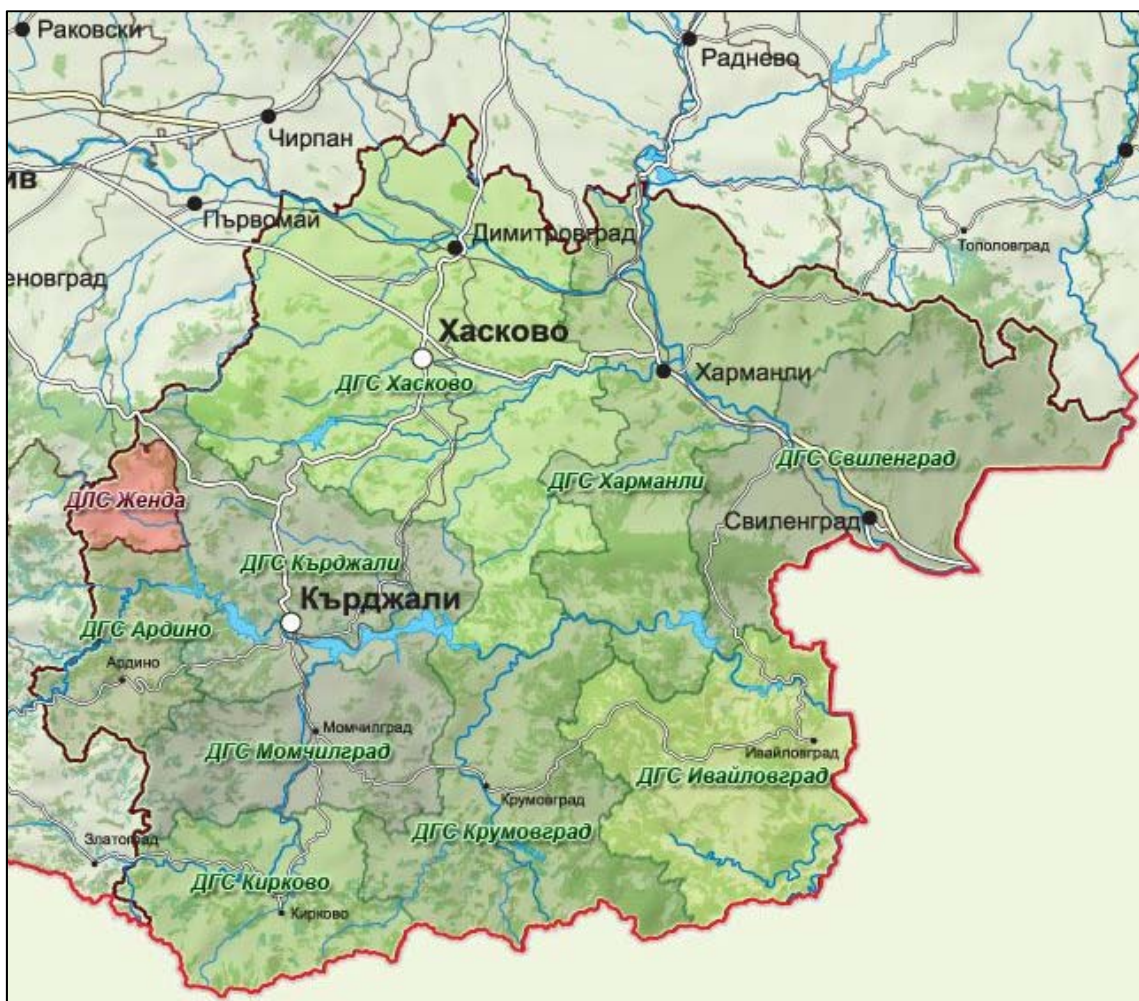 Раковски
Раднево
Чирпан
ив
Първомай
Димитровград
Тополовград
еновград
Хасково
ДГС Хасково
Харманли
ДГС Харманли
ДГС Свиленград
ДЛС Женда
Свиленград
ДГС Кърджали
Кърджали
ДГС Ардино
Ардино
Момчилград
ДГС Момчилград
Ивайловград
ДГС Ивайловград
Крумовград
ДГС Крумовград
Златоград
ДГС Кирково
Кирково